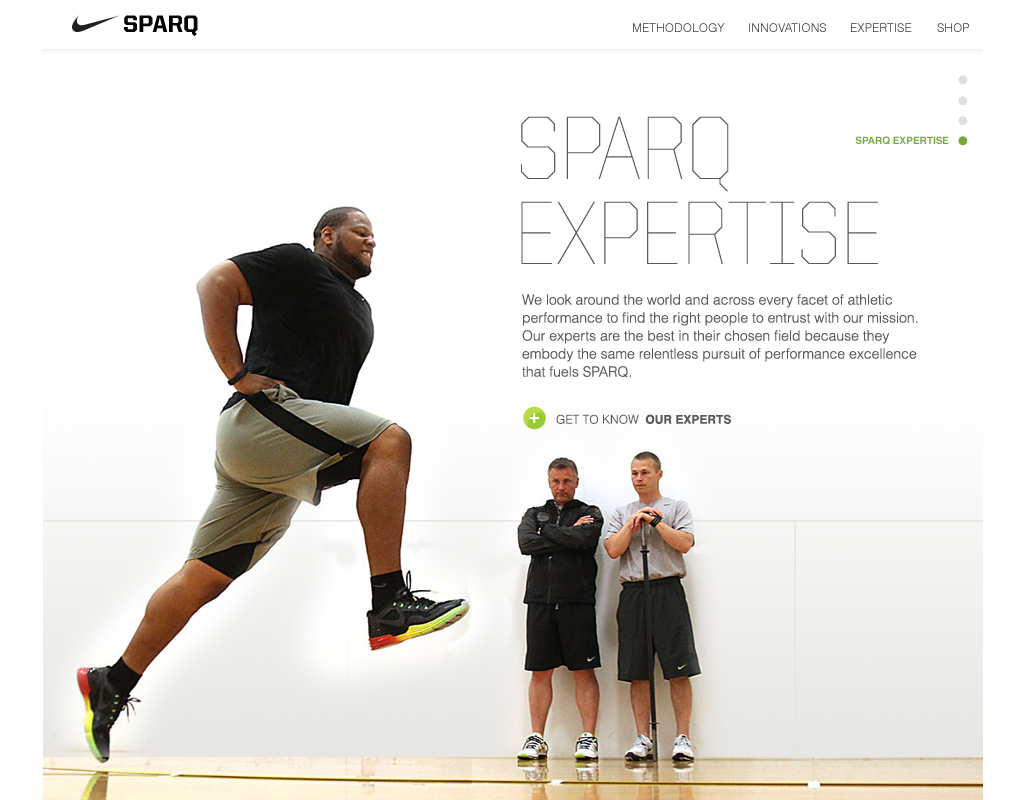 SPARQ
METHODOLOGY INNOVATIONS EXPERTISE SHOP
SPARQ EXPERTISE
SPARQ
EXPERTISE
We look around the world and across every facet of athletic
performance to find the right people to entrust with our mission.
Our experts are the best in their chosen field because they
embody the same relentless pursuit of performance excellence
that fuels SPARQ.
GET TO KNOW OUR EXPERTS